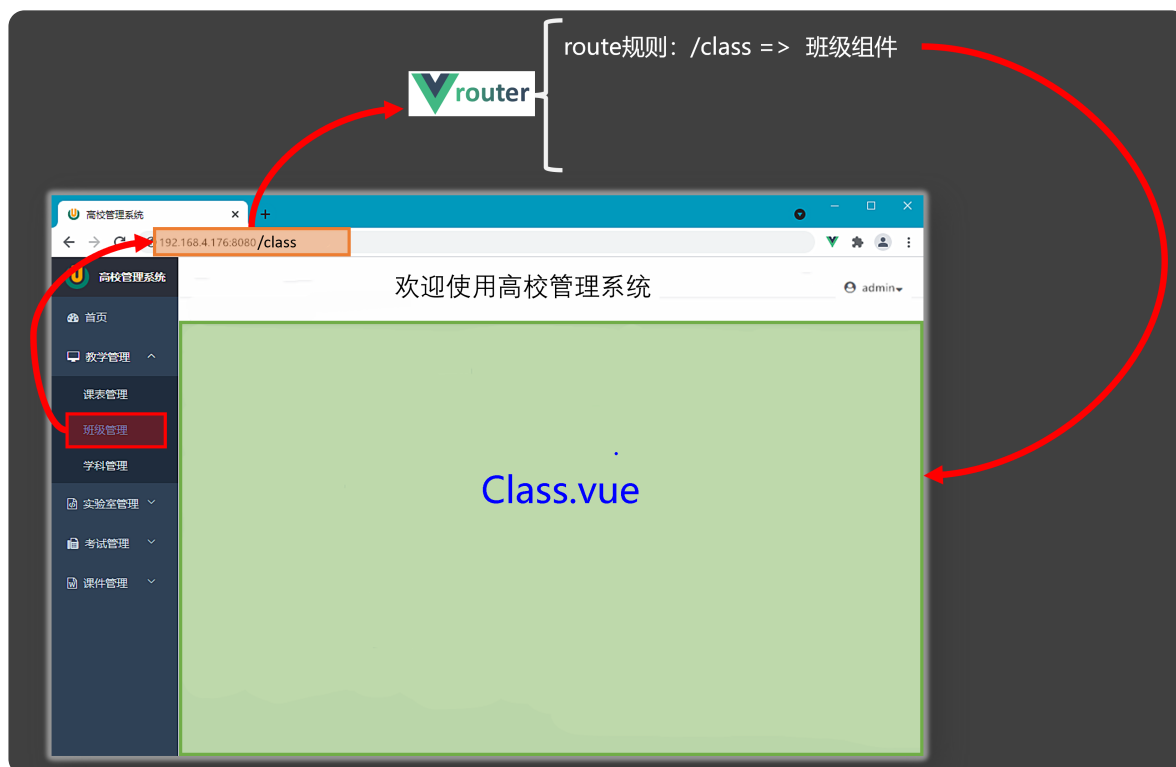 route规则：/class => 班级组件
router
高校管理系统
192.168.4.176:8080/class
高校管理系统
欢迎使用高校管理系统
admin
首页
教学管理
课表管理
班级管理
学科管理
Class.vue
实验室管理
考试管理
课件管理